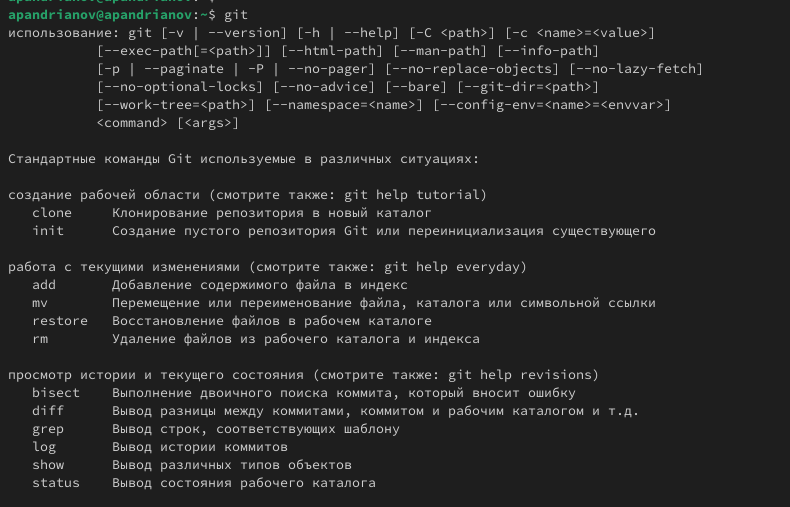 apandrianov@apandrianov:~$ git
использование: git [-v | --version] [-h | --help] [-C <path>] [-c <name>=<value>]
           [--exec-path[=<path>]] [--html-path] [--man-path] [--info-path]
           [-p | --paginate | -P | --no-pager] [--no-replace-objects] [--no-lazy-fetch]
           [--no-optional-locks] [--no-advice] [--bare] [--git-dir=<path>]
           [--work-tree=<path>] [--namespace=<name>] [--config-env=<name>=<envvar>]
           <command> [<args>]

Стандартные команды Git используемые в различных ситуациях:

создание рабочей области (смотрите также: git help tutorial)
   clone     Клонирование репозитория в новый каталог
   init      Создание пустого репозитория Git или переинициализация существующего

работа с текущими изменениями (смотрите также: git help everyday)
   add       Добавление содержимого файла в индекс
   mv        Перемещение или переименование файла, каталога или символьной ссылки
   restore   Восстановление файлов в рабочем каталоге
   rm        Удаление файлов из рабочего каталога и индекса

просмотр истории и текущего состояния (смотрите также: git help revisions)
   bisect    Выполнение двоичного поиска коммита, который вносит ошибку
   diff      Вывод разницы между коммитами, коммитом и рабочим каталогом и т.д.
   grep      Вывод строк, соответствующих шаблону
   log       Вывод истории коммитов
   show      Вывод различных типов объектов
   status    Вывод состояния рабочего каталога